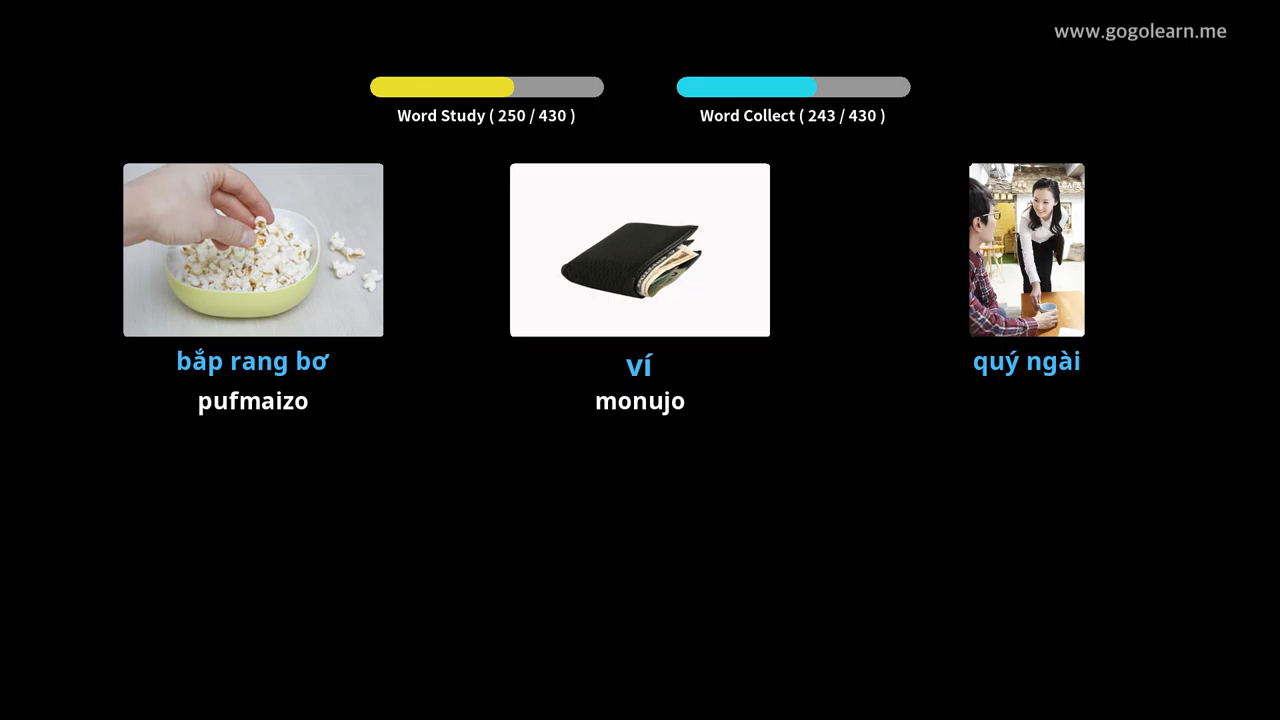 www.gogolearn.me
Word Study ( 250 / 430 )
Word Collect ( 243 / 430 )
bắp rang bơ
pufmaizo
ví
monujo
quý ngài